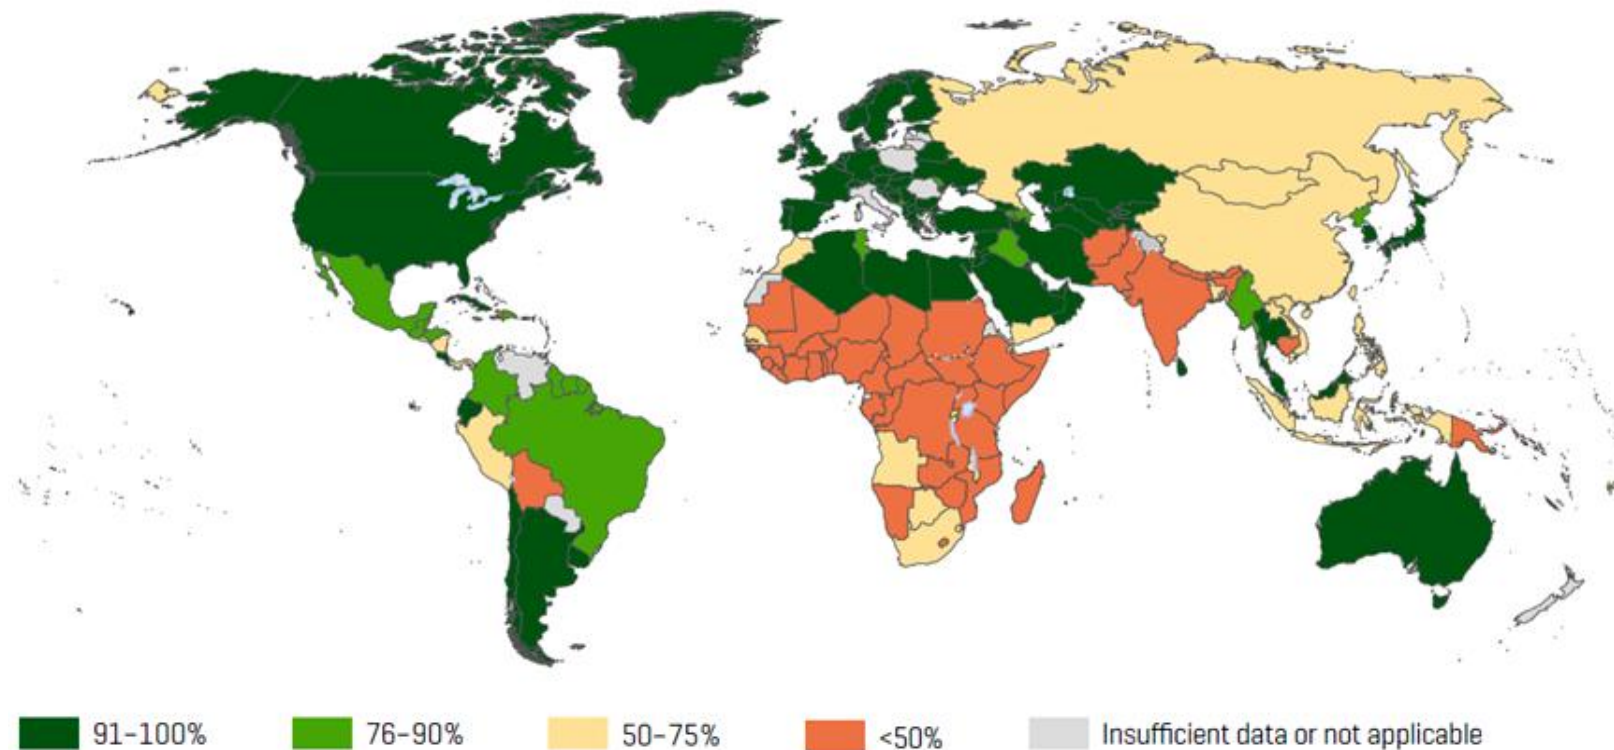 91–100%
76–90%
50–75%
<50%
Insufficient data or not applicable